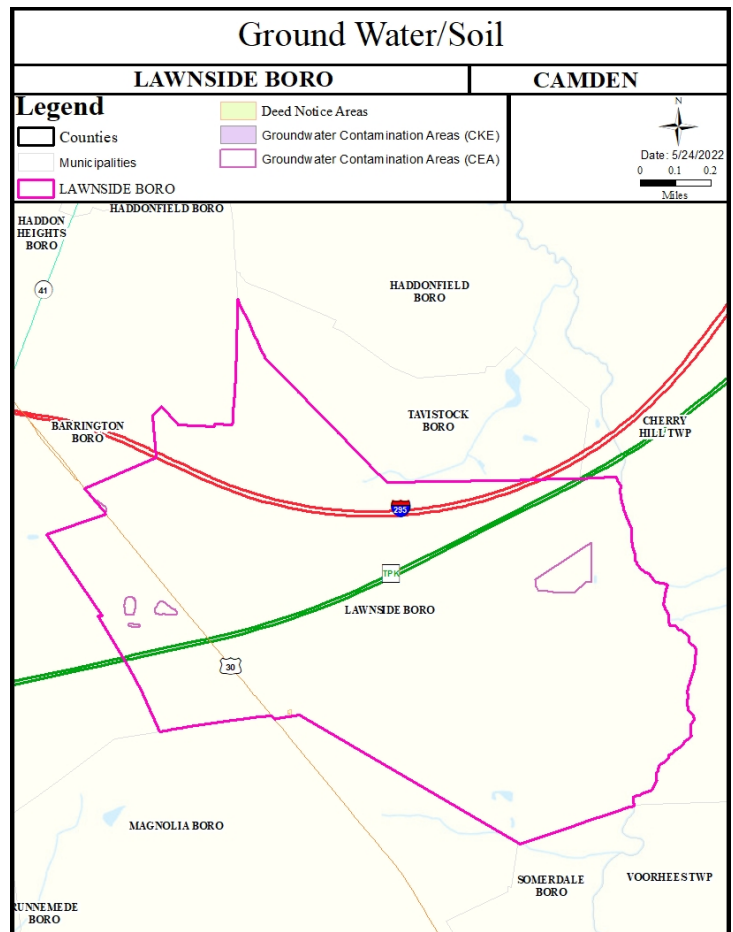 Ground Water/Soil
LAWNSIDE BORO
CAMDEN
Legend
Counties
Municipalities
LAWNSIDE BORO
Deed Notice Areas
Groundwater Contamination Areas (CKE)
Groundwater Contamination Areas (CEA)
N
Date: 5/24/2022
0 0.1 0.2
Miles
HADDONFIELD BORO
HADDON
HEIGHTS
BORO
41
HADDONFIELD
BORO
TAVISTOCK
BORO
CHERRY
HILL TWP
BARRINGTON
BORO
295
TPK
LAWNSIDE BORO
30
MAGNOLIA BORO
SOMERDALE
BORO
VOORHEES TWP
RUNNEMEDE
BORO